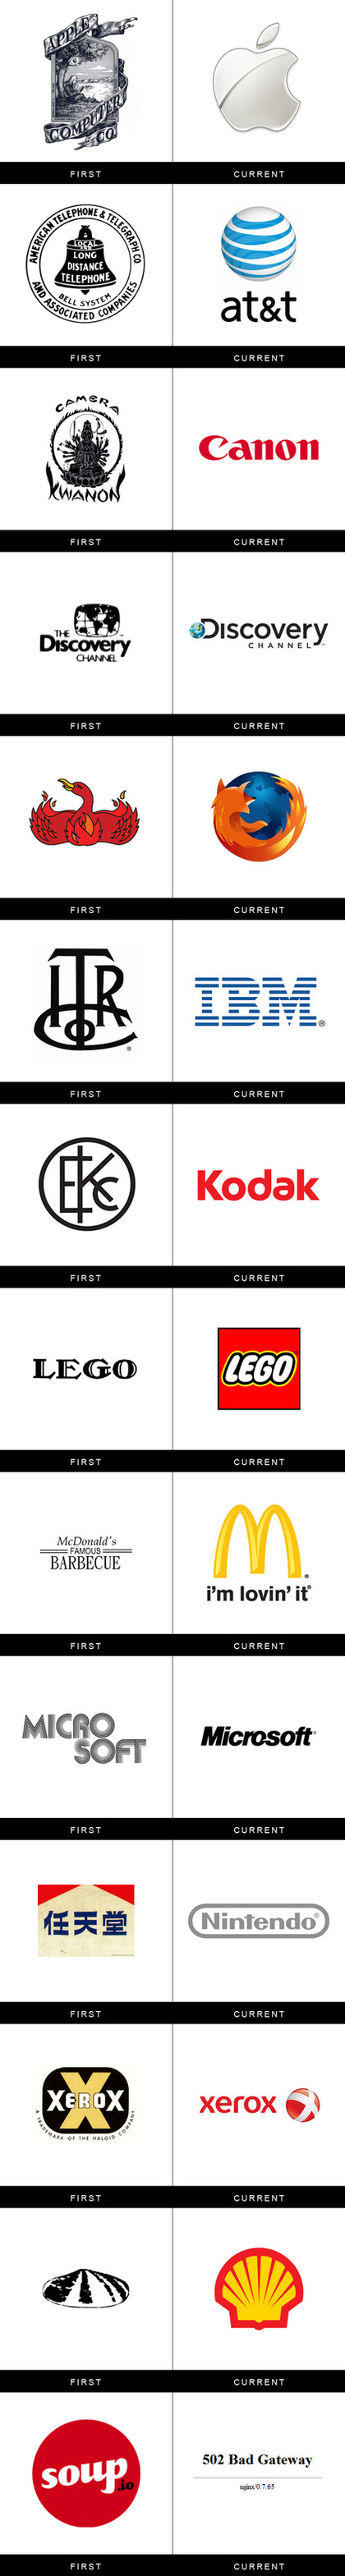 APPLE
COMPUTER
CO
FIRST CURRENT
AMERICAN TELEPHONE & TELEGRAPH CO
LOCAL
LONG
DISTANCE
TELEPHONE
BELL SYSTEM
AND ASSOCIATED COMPANIES
at&t
FIRST CURRENT
CAMERA
KWANON
Canon
FIRST CURRENT
THE
Discovery
CHANNEL
Discovery
CHANNEL
FIRST CURRENT
FIRST CURRENT
ITR
Co
®
IBM®
FIRST CURRENT
EKC
Kodak
FIRST CURRENT
LEGO
LEGO
FIRST CURRENT
McDonald's
FAMOUS
BARBECUE
M®
i'm lovin' it®
FIRST CURRENT
MICRO
SOFT
Microsoft®
FIRST CURRENT
任天堂
Nintendo®
FIRST CURRENT
XEROX
A TRADEMARK OF THE HALOID COMPANY
xerox
FIRST CURRENT
FIRST CURRENT
soup.io
502 Bad Gateway
nginx/0.7.65
FIRST CURRENT